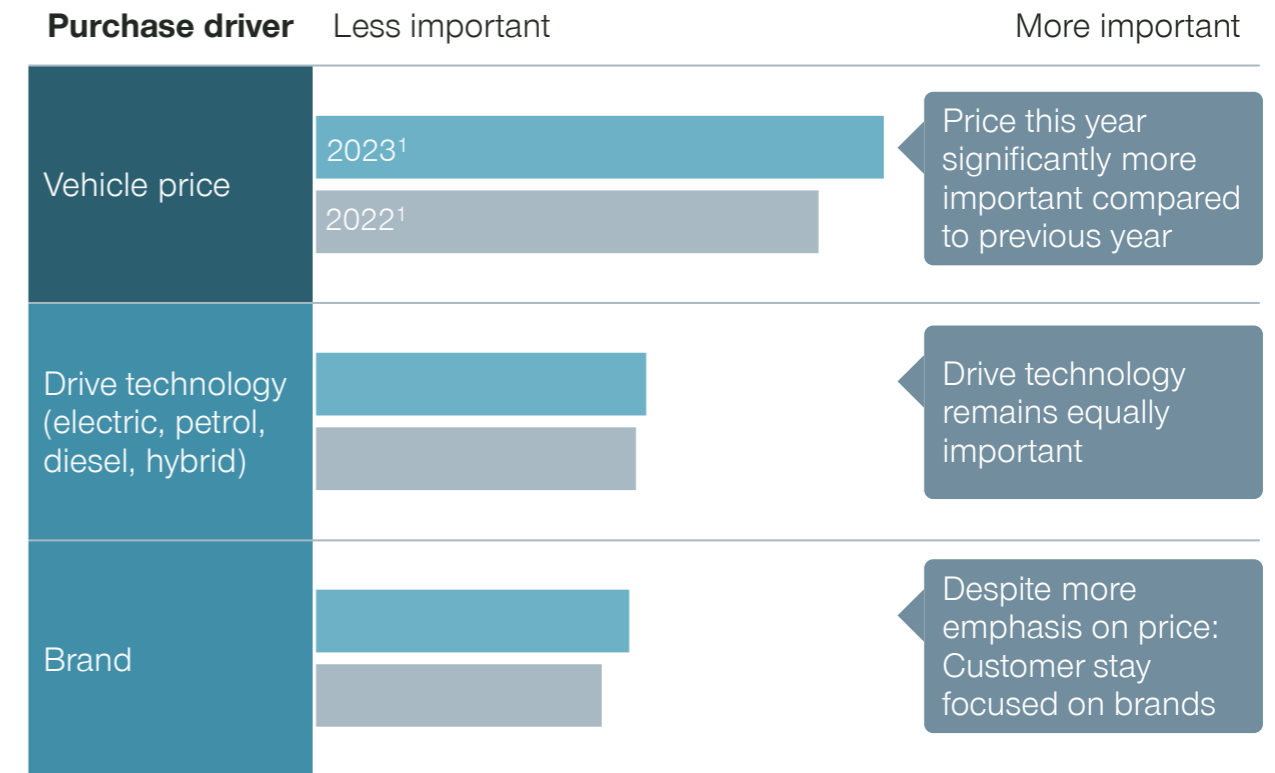 Purchase driver Less important More important
Vehicle price
2023¹
2022¹
Price this year
significantly more
important compared
to previous year
Drive technology
(electric, petrol,
diesel, hybrid)
Drive technology
remains equally
important
Brand
Despite more
emphasis on price:
Customer stay
focused on brands